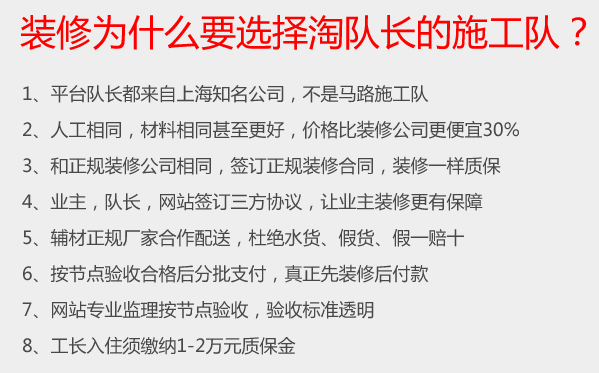 装修为什么要选择淘队长的施工队？
1、平台队长都来自上海知名公司，不是马路施工队
2、人工相同，材料相同甚至更好，价格比装修公司更便宜30%
3、和正规装修公司相同，签订正规装修合同，装修一样质保
4、业主，队长，网站签订三方协议，让业主装修更有保障
5、辅材正规厂家合作配送，杜绝水货、假货、假一赔十
6、按节点验收合格后分批支付，真正先装修后付款
7、网站专业监理按节点验收，验收标准透明
8、工长入住须缴纳1-2万元质保金